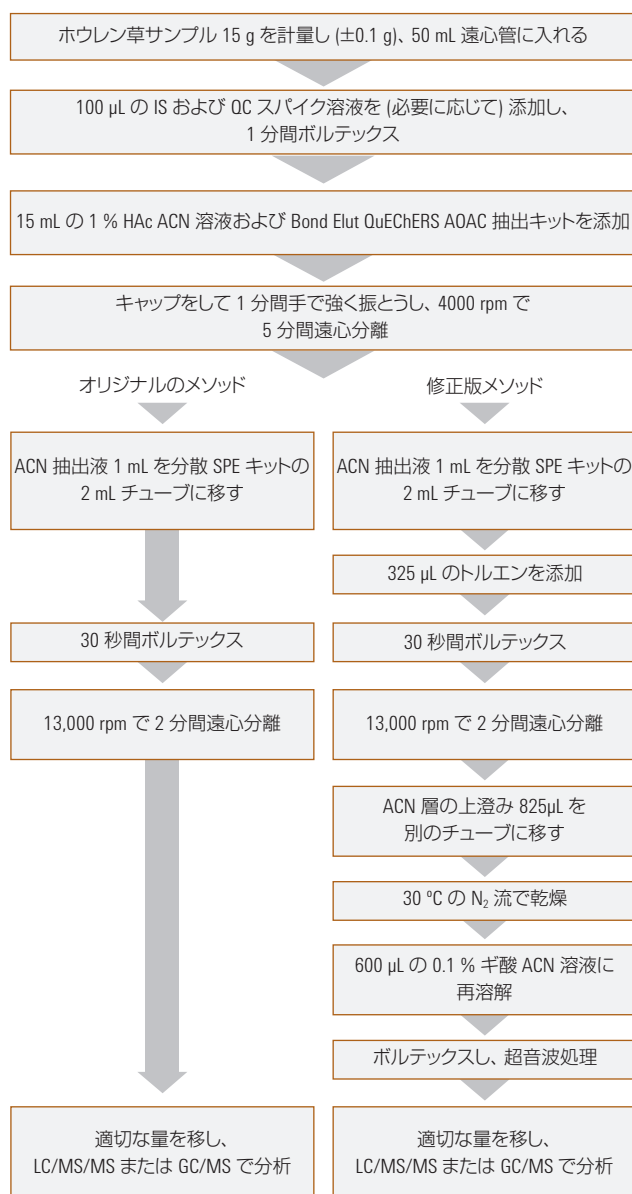 ホウレン草サンプル 15 g を計量し (±0.1 g)、50 mL 遠心管に入れる
100 µL の IS および QC スパイク溶液を (必要に応じて) 添加し、
1 分間ボルテックス
15 mL の 1 % HAc ACN 溶液および Bond Elut QuEChERS AOAC 抽出キットを添加
キャップをして 1 分間手で強く振とうし、4000 rpm で
5 分間遠心分離
オリジナルのメソッド
ACN 抽出液 1 mL を分散 SPE キットの
2 mL チューブに移す
30 秒間ボルテックス
13,000 rpm で 2 分間遠心分離
適切な量を移し、
LC/MS/MS または GC/MS で分析
修正版メソッド
ACN 抽出液 1 mL を分散 SPE キットの
2 mL チューブに移す
325 µL のトルエンを添加
30 秒間ボルテックス
13,000 rpm で 2 分間遠心分離
ACN 層の上澄み 825µL を
別のチューブに移す
30 ºC の N₂ 流で乾燥
600 µL の 0.1 % ギ酸 ACN 溶液に
再溶解
ボルテックスし、超音波処理
適切な量を移し、
LC/MS/MS または GC/MS で分析